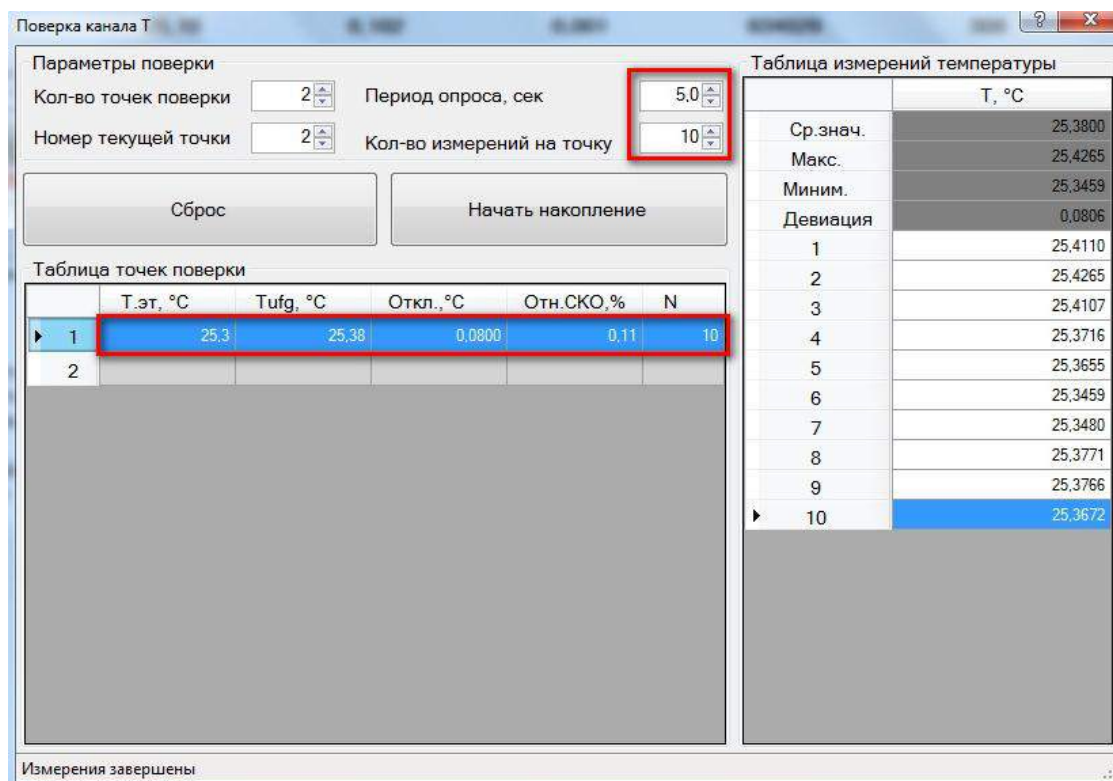 Поверка канала Т
Параметры поверки
Кол-во точек поверки 2 Период опроса, сек 5,0
Номер текущей точки 2 Кол-во измерений на точку 10
Сброс Начать накопление
Таблица точек поверки
Т.эт, °C Tufg, °C Откл.,°C Отн.СКО,% N
1 25,3 25,38 0,0800 0,11 10
2
Таблица измерений температуры
T, °C
Ср.знач. 25,3800
Макс. 25,4265
Миним. 25,3459
Девиация 0,0806
1 25,4110
2 25,4265
3 25,4107
4 25,3716
5 25,3655
6 25,3459
7 25,3480
8 25,3771
9 25,3766
10 25,3672
Измерения завершены